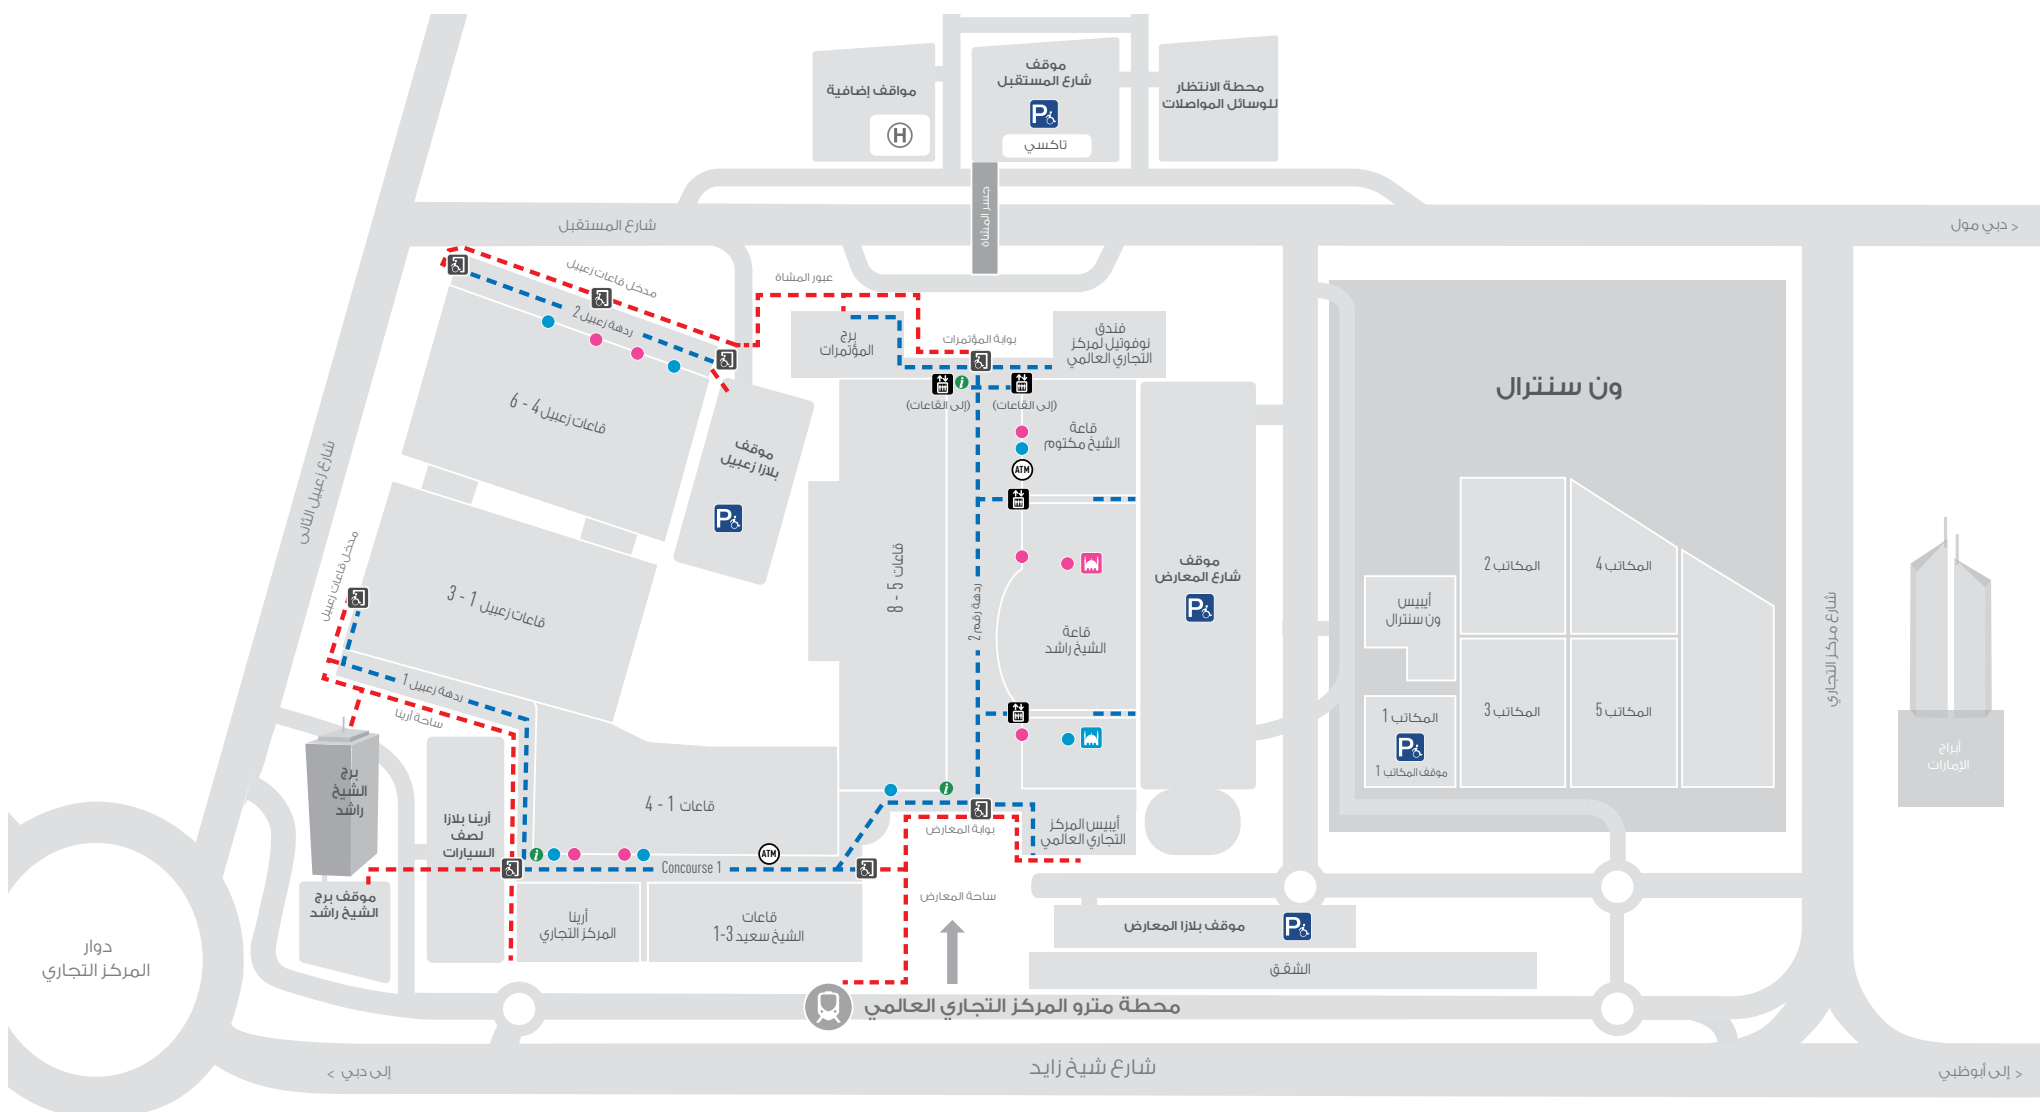 موقف
شارع المستقبل
P
تاكسي
مواقف إضافية
H
محطة الانتظار
للوسائل المواصلات
جسر المشاة
شارع المستقبل
< دبي مول
مدخل قاعات زعبيل
ردهة زعبيل 2
عبور المشاة
برج
المؤتمرات
بوابة المؤتمرات
فندق
نوفوتيل لمركز
التجاري العالمي
i
(إلى القاعات)
(إلى القاعات)
ون سنترال
قاعات زعبيل 4 - 6
موقف
بلازا زعبيل
P
قاعة
الشيخ مكتوم
ATM
شارع زعبيل الثاني
مدخل قاعات زعبيل
قاعات زعبيل 1 - 3
قاعات 5 - 8
ردهة رقم 2
قاعة
الشيخ راشد
موقف
شارع المعارض
P
أيبيس
ون سنترال
المكاتب 2
المكاتب 4
المكاتب 3
المكاتب 5
المكاتب 1
P
موقف المكاتب 1
شارع مركز التجاري
أبراج
الإمارات
ردهة زعبيل 1
ساحة أرينا
برج
الشيخ
راشد
أرينا بلازا
لصف
السيارات
قاعات 1 - 4
i
i
ATM
Concourse 1
بوابة المعارض
أيبيس المركز
التجاري العالمي
موقف برج
الشيخ راشد
أرينا
المركز التجاري
قاعات
الشيخ سعيد 3-1
ساحة المعارض
موقف بلازا المعارض
P
الشقق
دوار
المركز التجاري
محطة مترو المركز التجاري العالمي
إلى دبي >
شارع شيخ زايد
< إلى أبوظبي